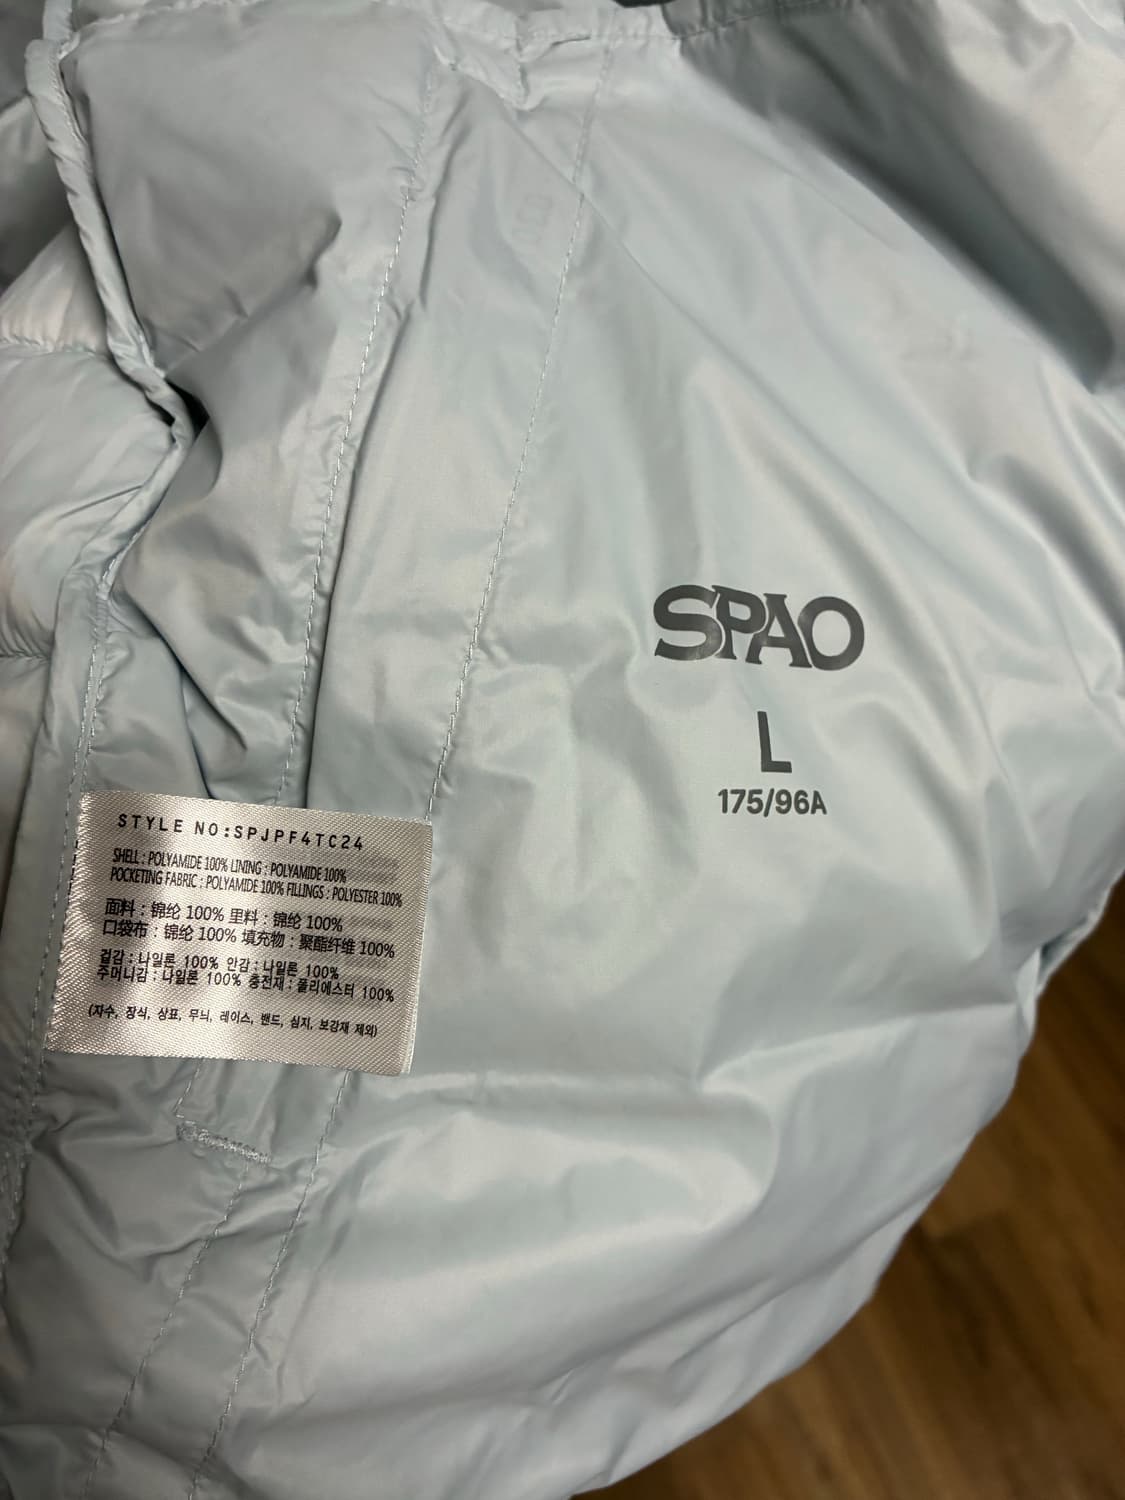 SPAO
L
175/96A
STYLE NO:SPJPF4TC24
SHELL : POLYAMIDE 100% LINING : POLYAMIDE 100%
POCKETING FABRIC : POLYAMIDE 100% FILLINGS : POLYESTER 100%
面料 : 锦纶 100% 里料 : 锦纶 100%
口袋布 : 锦纶 100% 填充物 : 聚酯纤维 100%
겉감 : 나일론 100% 안감 : 나일론 100%
주머니감 : 나일론 100% 충전재 : 폴리에스터 100%
(자수, 장식, 상표, 무늬, 레이스, 밴드, 심지, 보강재 제외)